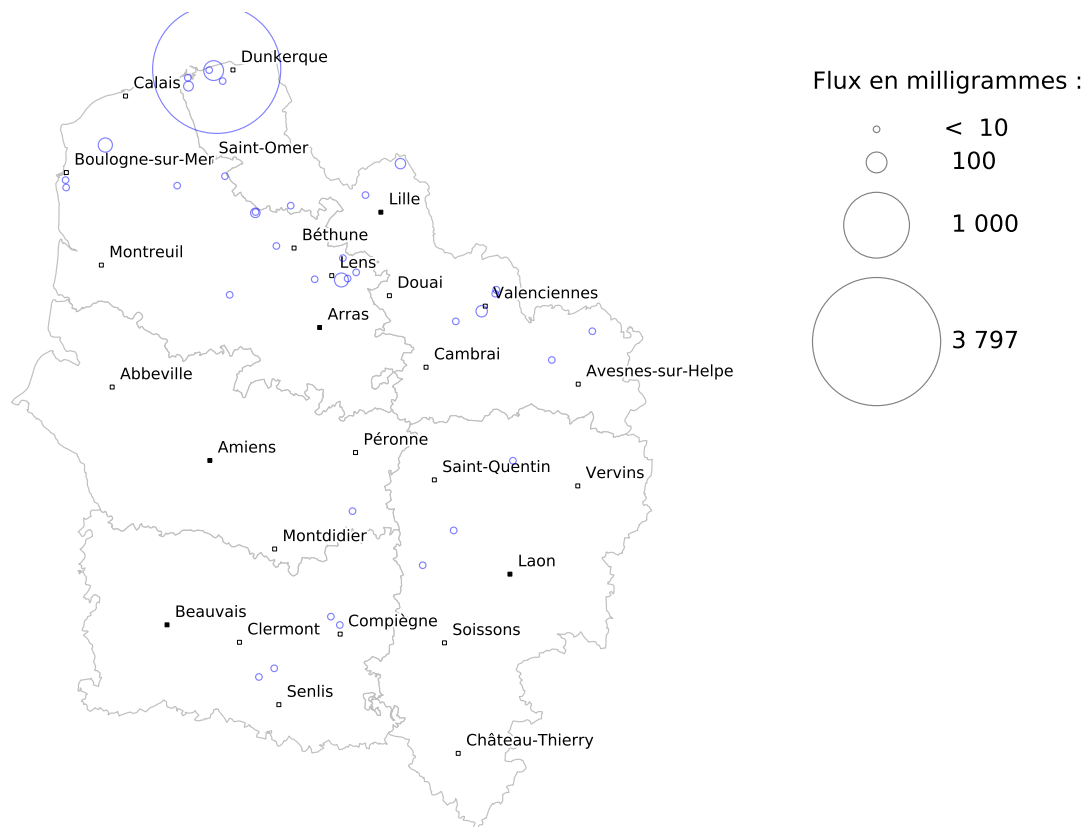 Dunkerque
Calais
Saint-Omer
Boulogne-sur-Mer
Lille
Béthune
Montreuil
Lens
Douai
Valenciennes
Arras
Cambrai
Abbeville
Avesnes-sur-Helpe
Péronne
Amiens
Saint-Quentin
Vervins
Montdidier
Laon
Beauvais
Compiègne
Clermont
Soissons
Senlis
Château-Thierry
Flux en milligrammes :
< 10
100
1 000
3 797